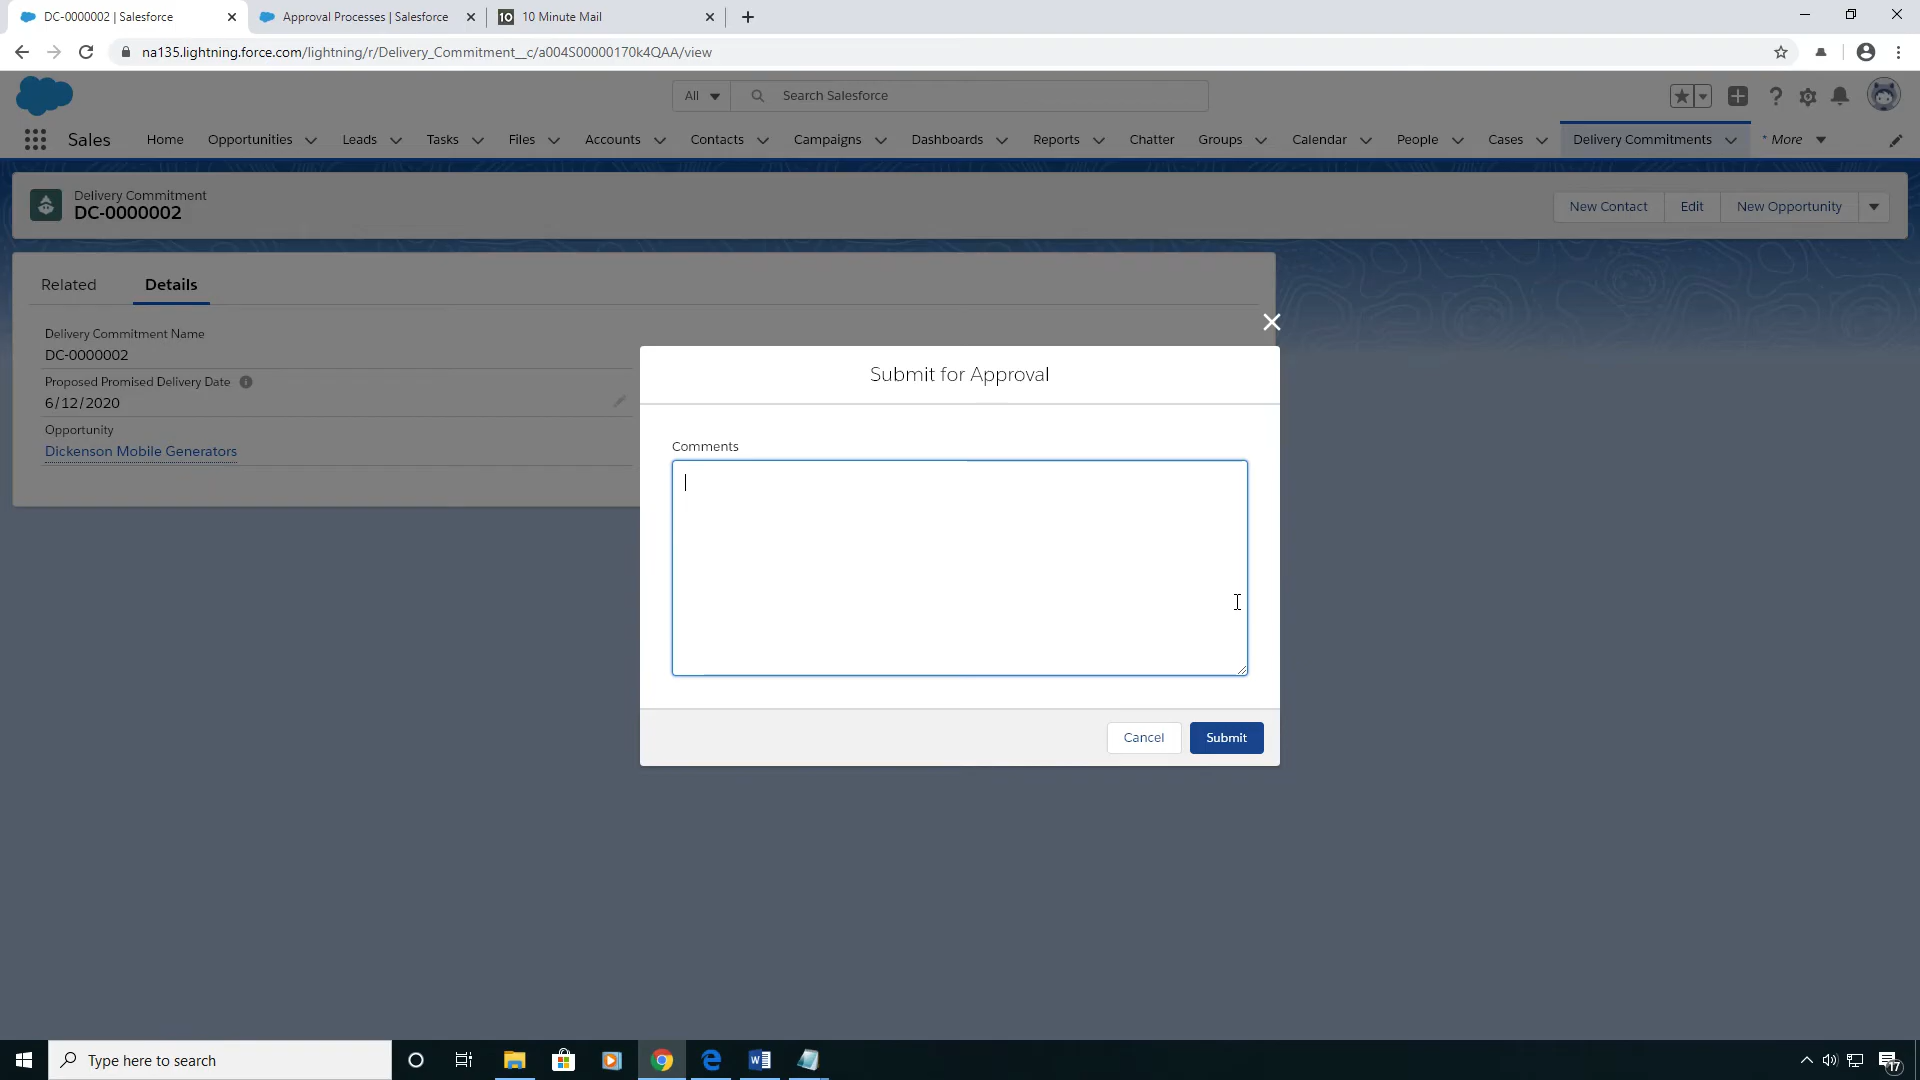 DC-0000002 | Salesforce
Approval Processes | Salesforce
10 10 Minute Mail
na135.lightning.force.com/lightning/r/Delivery_Commitment__c/a004S00000170k4QAA/view
All
Search Salesforce
Sales
Home
Opportunities
Leads
Tasks
Files
Accounts
Contacts
Campaigns
Dashboards
Reports
Chatter
Groups
Calendar
People
Cases
Delivery Commitments
* More
Delivery Commitment
DC-0000002
New Contact
Edit
New Opportunity
Related
Details
Delivery Commitment Name
DC-0000002
Proposed Promised Delivery Date
6/12/2020
Opportunity
Dickenson Mobile Generators
Submit for Approval
Comments
Cancel
Submit
Type here to search
17